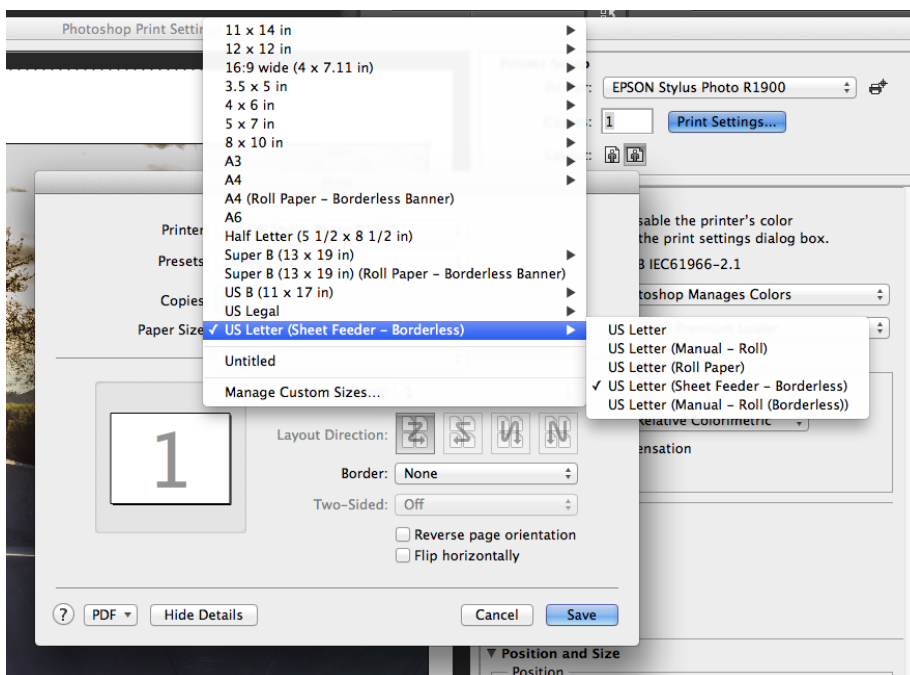 Photoshop Print Settin
11 x 14 in
12 x 12 in
16:9 wide (4 x 7.11 in)
3.5 x 5 in
4 x 6 in
5 x 7 in
8 x 10 in
A3
A4
A4 (Roll Paper – Borderless Banner)
A6
Half Letter (5 1/2 x 8 1/2 in)
Super B (13 x 19 in)
Super B (13 x 19 in) (Roll Paper – Borderless Banner)
US B (11 x 17 in)
US Legal
✓ US Letter (Sheet Feeder – Borderless)
Untitled
Manage Custom Sizes...
US Letter
US Letter (Manual – Roll)
US Letter (Roll Paper)
✓ US Letter (Sheet Feeder – Borderless)
US Letter (Manual – Roll (Borderless))
EPSON Stylus Photo R1900
1
Print Settings...
sable the printer's color
the print settings dialog box.
B IEC61966-2.1
toshop Manages Colors
Relative Colorimetric
ensation
Printer
Presets
Copies
Paper Size
1
Layout Direction:
Border: None
Two-Sided: Off
Reverse page orientation
Flip horizontally
? PDF Hide Details Cancel Save
Position and Size
Position